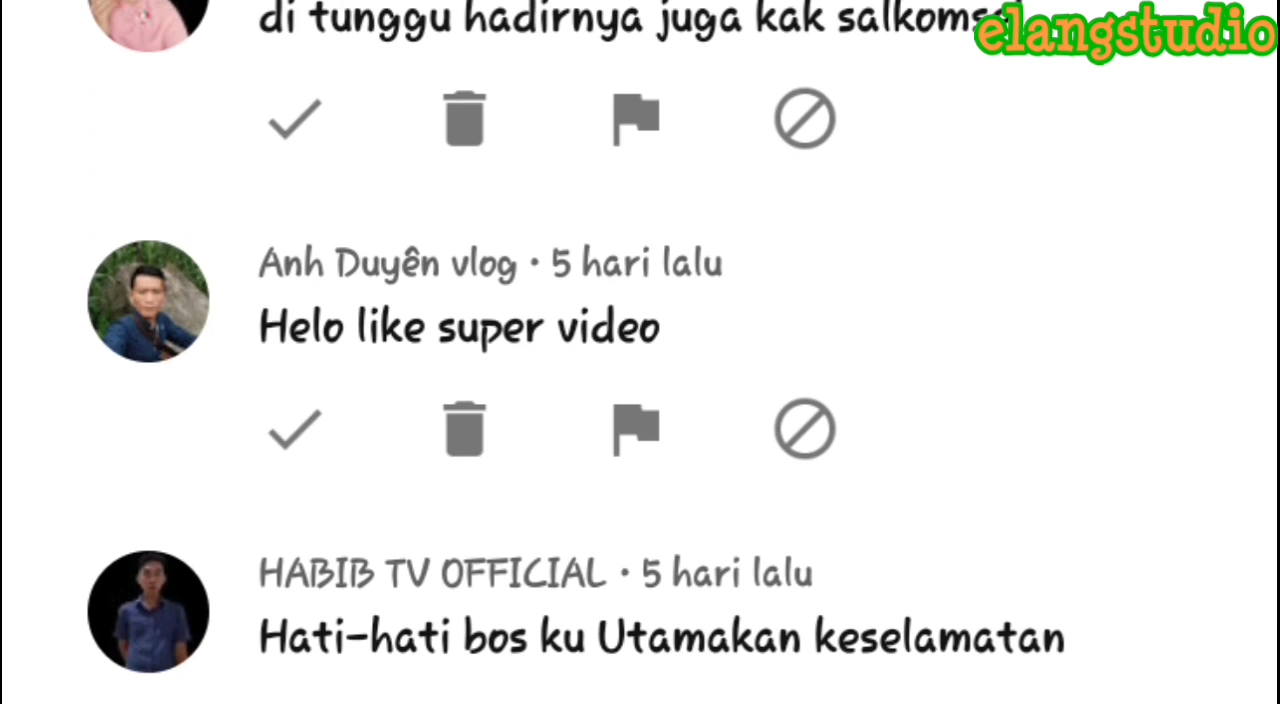 di tunggu hadirnya juga kak
elangstudio
Anh Duyên vlog • 5 hari lalu
Helo like super video
HABIB TV OFFICIAL • 5 hari lalu
Hati-hati bos ku Utamakan keselamatan